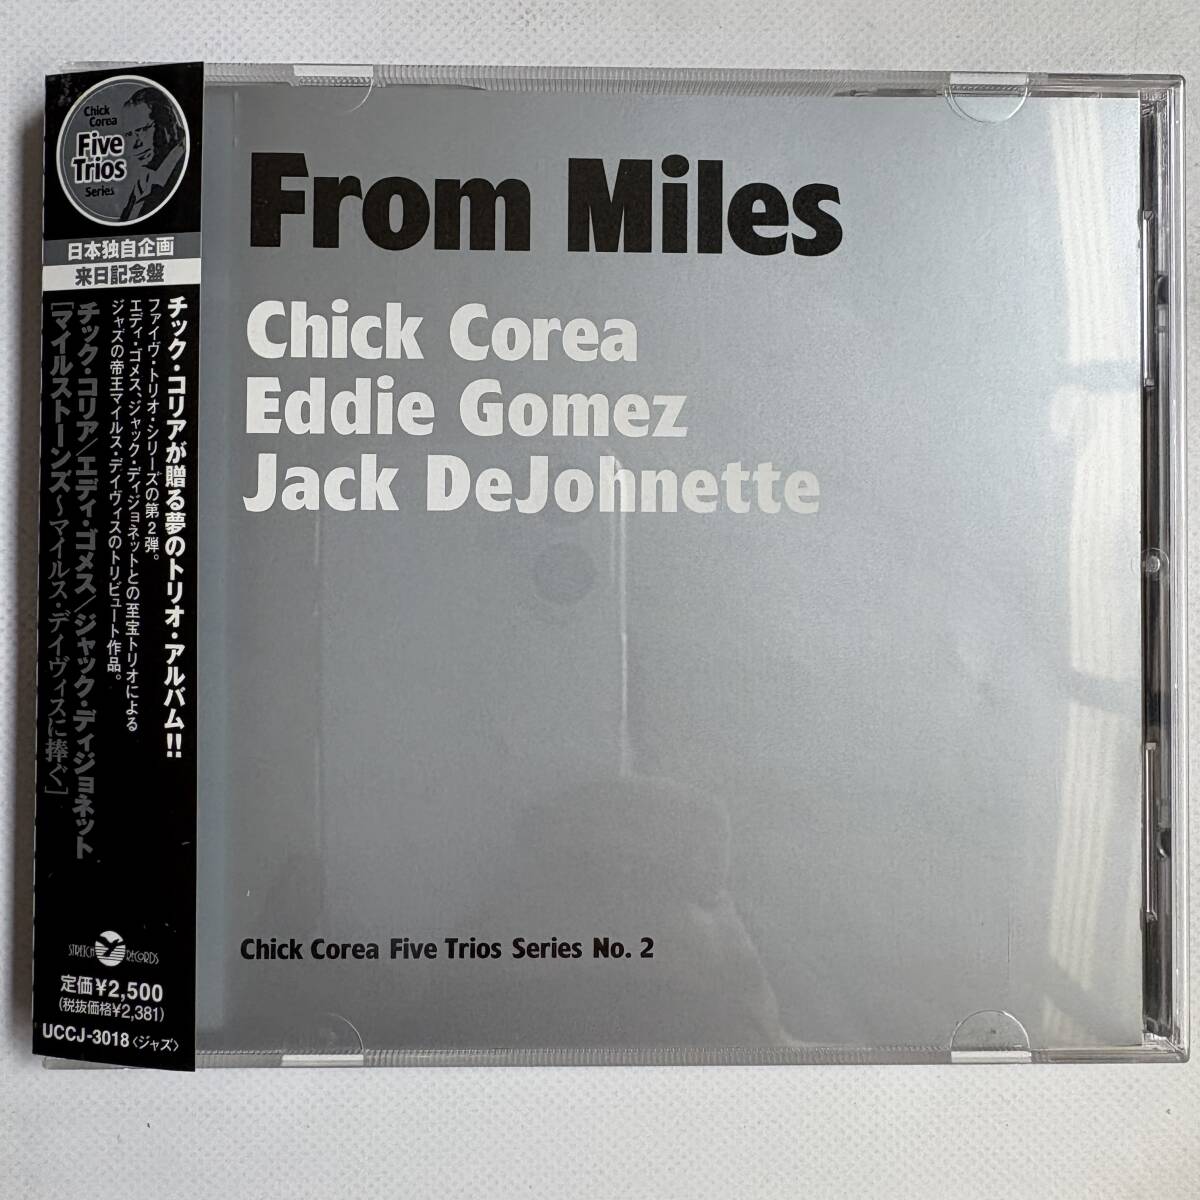 Chick
Corea
Five
Trios
Series
日本独自企画
来日記念盤
チック・コリアが贈る夢のトリオ・アルバム!!
ファイヴ・トリオ・シリーズの第2弾。
エディ・ゴメス、ジャック・ディジョネットとの至宝トリオによる
ジャズの帝王マイルス・デイヴィスのトリビュート作品。
チック・コリア/エディ・ゴメス/ジャック・ディジョネット
[マイルストーンズ〜マイルス・デイヴィスに捧ぐ]
STRETCH RECORDS
定価¥2,500
(税抜価格¥2,381)
UCCJ-3018〈ジャズ〉
From Miles
Chick Corea
Eddie Gomez
Jack DeJohnette
Chick Corea Five Trios Series No. 2